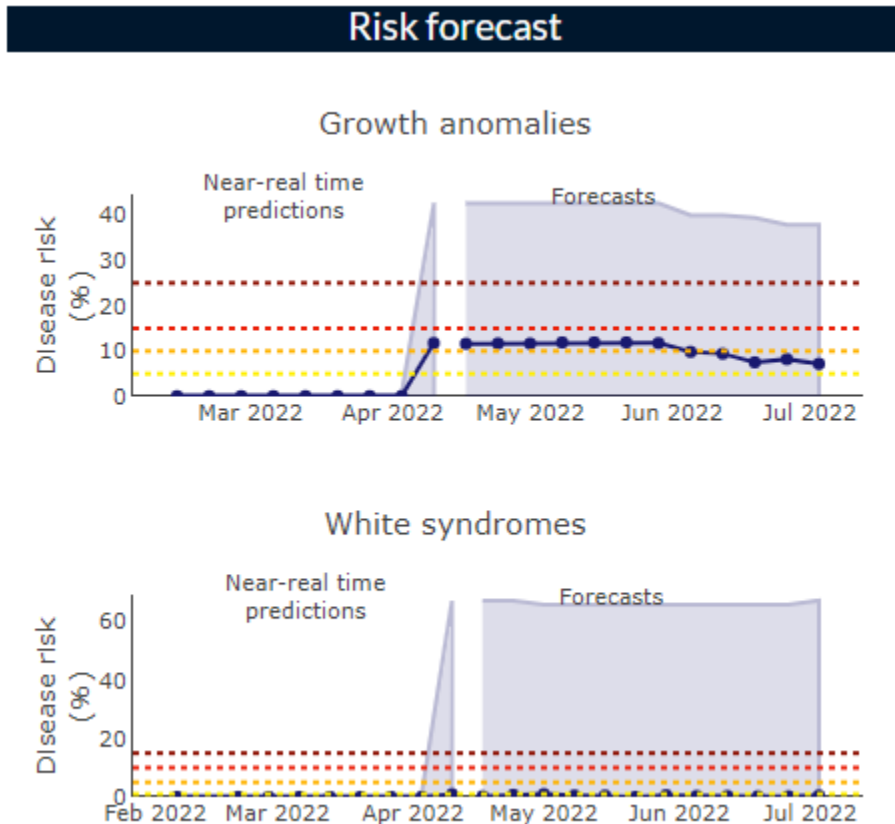 Risk forecast
Growth anomalies
Near-real time
predictions
Forecasts
Disease risk
(%)
40
30
20
10
0
Mar 2022 Apr 2022 May 2022 Jun 2022 Jul 2022
White syndromes
Near-real time
predictions
Forecasts
Disease risk
(%)
60
40
20
0
Feb 2022 Mar 2022 Apr 2022 May 2022 Jun 2022 Jul 2022